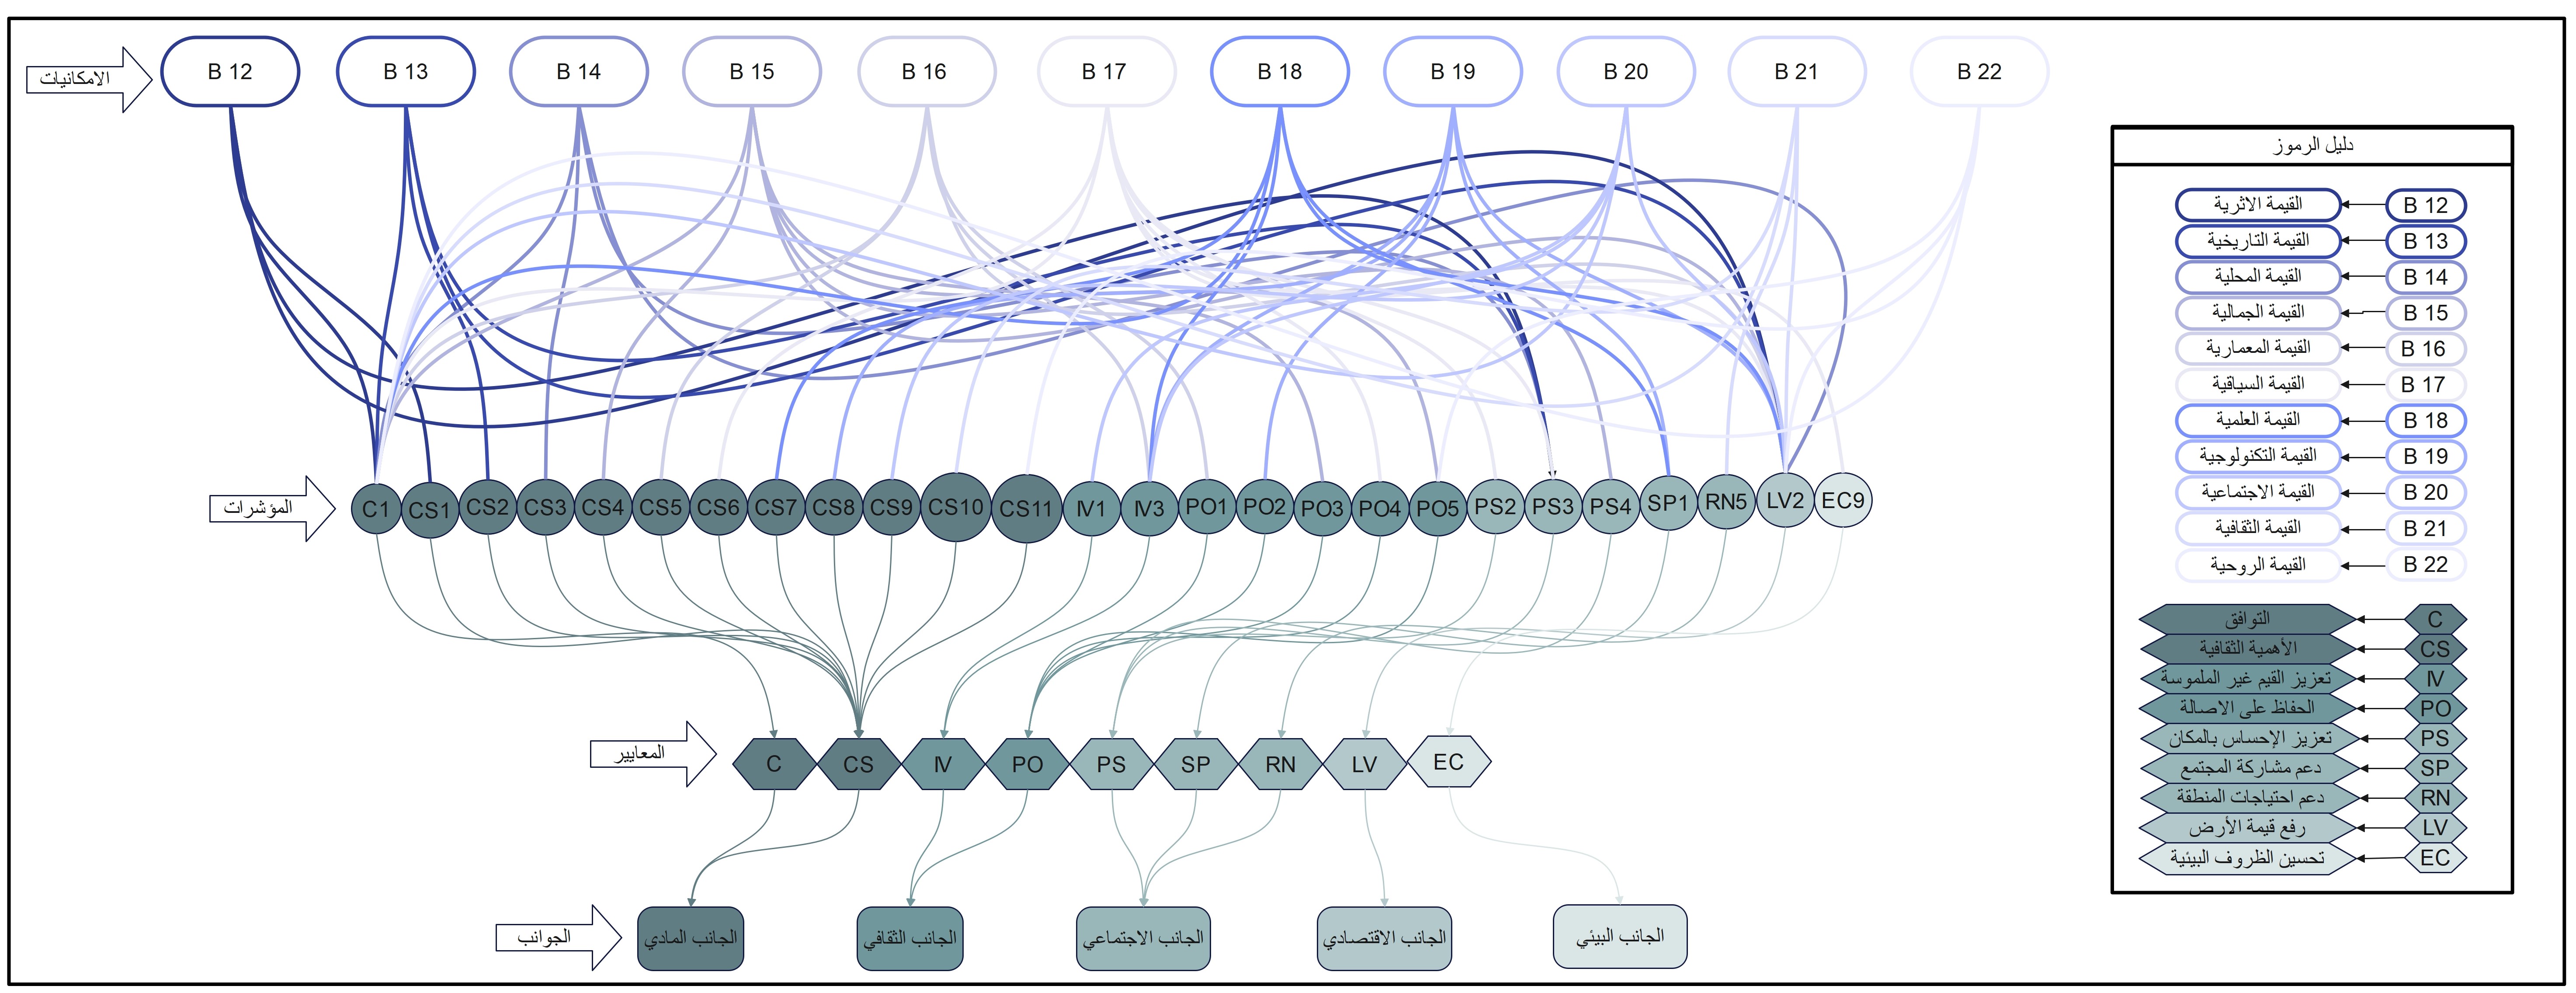 الامكانيات
B 12
B 13
B 14
B 15
B 16
B 17
B 18
B 19
B 20
B 21
B 22
المؤشرات
C1
CS1
CS2
CS3
CS4
CS5
CS6
CS7
CS8
CS9
CS10
CS11
IV1
IV3
PO1
PO2
PO3
PO4
PO5
PS2
PS3
PS4
SP1
RN5
LV2
EC9
المعايير
C
CS
IV
PO
PS
SP
RN
LV
EC
الجوانب
الجانب المادي
الجانب الثقافي
الجانب الاجتماعي
الجانب الاقتصادي
الجانب البيئي
دليل الرموز
B 12 القيمة الاثرية
B 13 القيمة التاريخية
B 14 القيمة المحلية
B 15 القيمة الجمالية
B 16 القيمة المعمارية
B 17 القيمة السياقية
B 18 القيمة العلمية
B 19 القيمة التكنولوجية
B 20 القيمة الاجتماعية
B 21 القيمة الثقافية
B 22 القيمة الروحية
C التوافق
CS الأهمية الثقافية
IV تعزيز القيم غير الملموسة
PO الحفاظ على الاصالة
PS تعزيز الإحساس بالمكان
SP دعم مشاركة المجتمع
RN دعم احتياجات المنطقة
LV رفع قيمة الأرض
EC تحسين الظروف البيئية